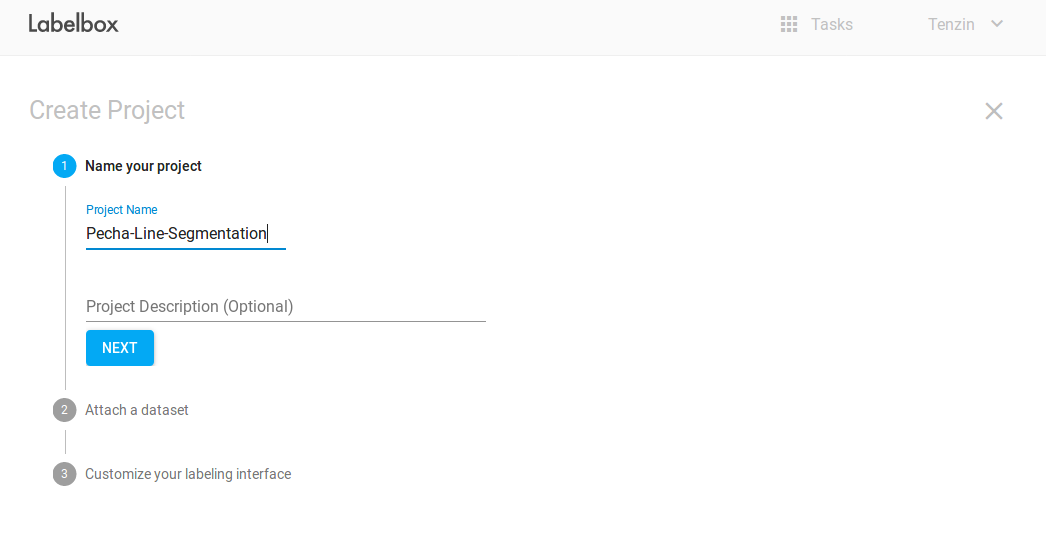 Labelbox
Tasks
Tenzin
Create Project
1 Name your project
Project Name
Pecha-Line-Segmentation
Project Description (Optional)
NEXT
2 Attach a dataset
3 Customize your labeling interface